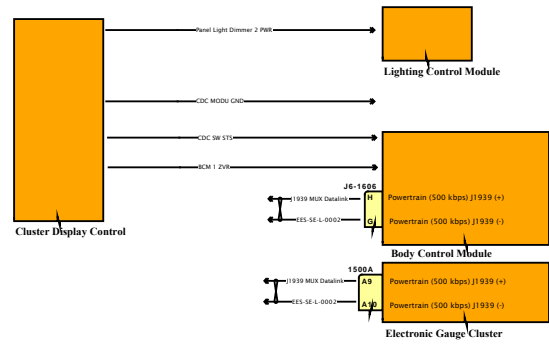 Panel Light Dimmer 2 PWR
Lighting Control Module
CDC MODU GND
CDC SW STS
BCM 1 ZVR
J6-1606
J1939 MUX Datalink
H
Powertrain (500 kbps) J1939 (+)
EES-SE-L-0002
G
Powertrain (500 kbps) J1939 (-)
Cluster Display Control
Body Control Module
1500A
J1939 MUX Datalink
A9
Powertrain (500 kbps) J1939 (+)
EES-SE-L-0002
A10
Powertrain (500 kbps) J1939 (-)
Electronic Gauge Cluster